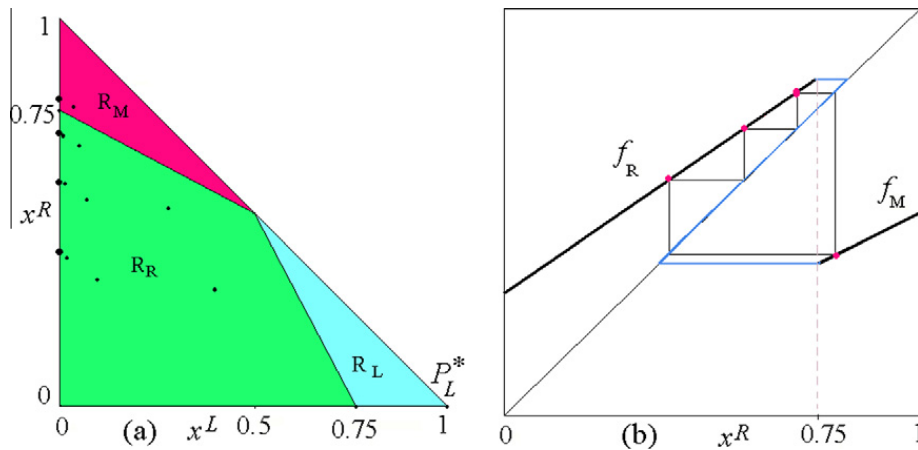 1
R_M
0.75
x^R
R_R
R_L
P_L^*
0
0 (a) x^L 0.5 0.75 1
f_R
f_M
0 (b) x^R 0.75 1